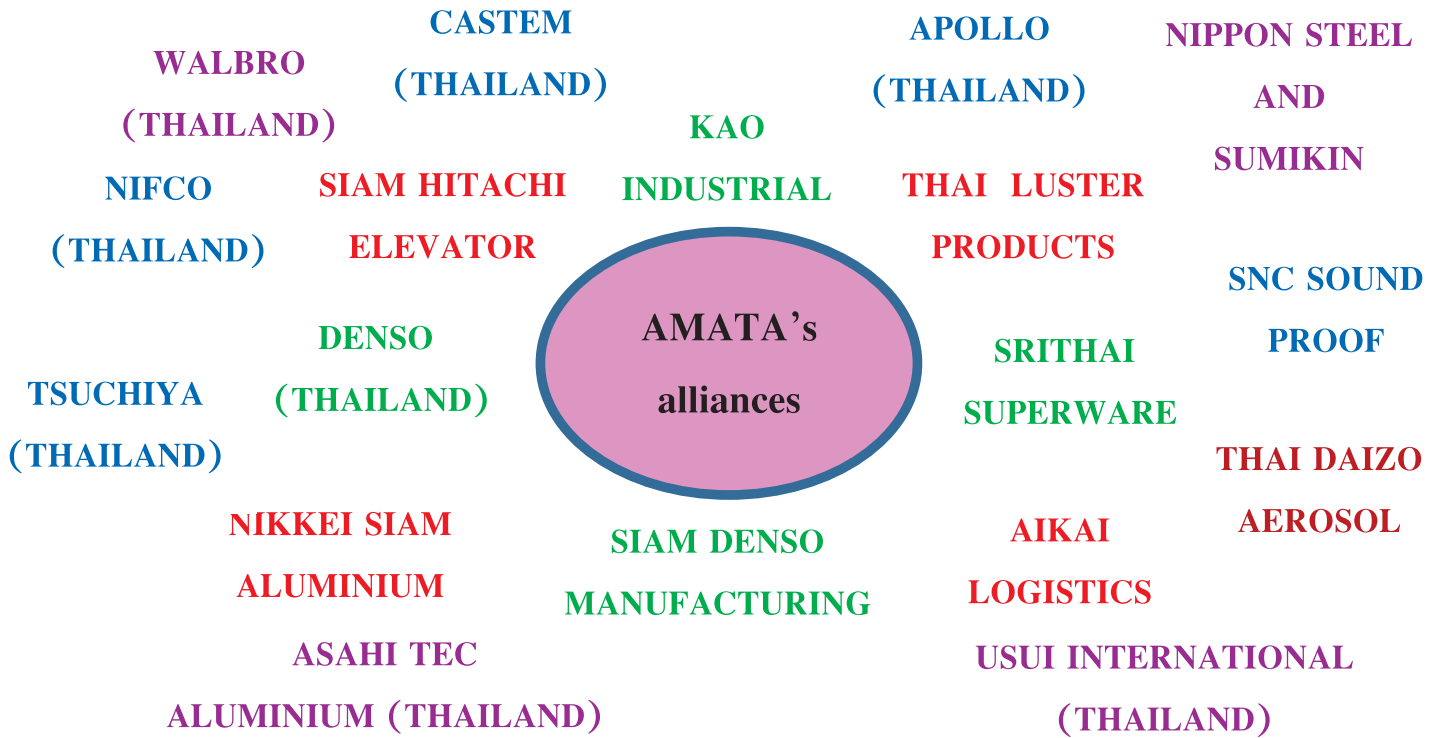 CASTEM
(THAILAND)
APOLLO
(THAILAND)
NIPPON STEEL
AND
SUMIKIN
WALBRO
(THAILAND)
KAO
INDUSTRIAL
NIFCO
(THAILAND)
SIAM HITACHI
ELEVATOR
THAI LUSTER
PRODUCTS
SNC SOUND
PROOF
AMATA's
alliances
DENSO
(THAILAND)
SRITHAI
SUPERWARE
TSUCHIYA
(THAILAND)
THAI DAIZO
AEROSOL
NIKKEI SIAM
ALUMINIUM
SIAM DENSO
MANUFACTURING
AIKAI
LOGISTICS
ASAHI TEC
ALUMINIUM (THAILAND)
USUI INTERNATIONAL
(THAILAND)